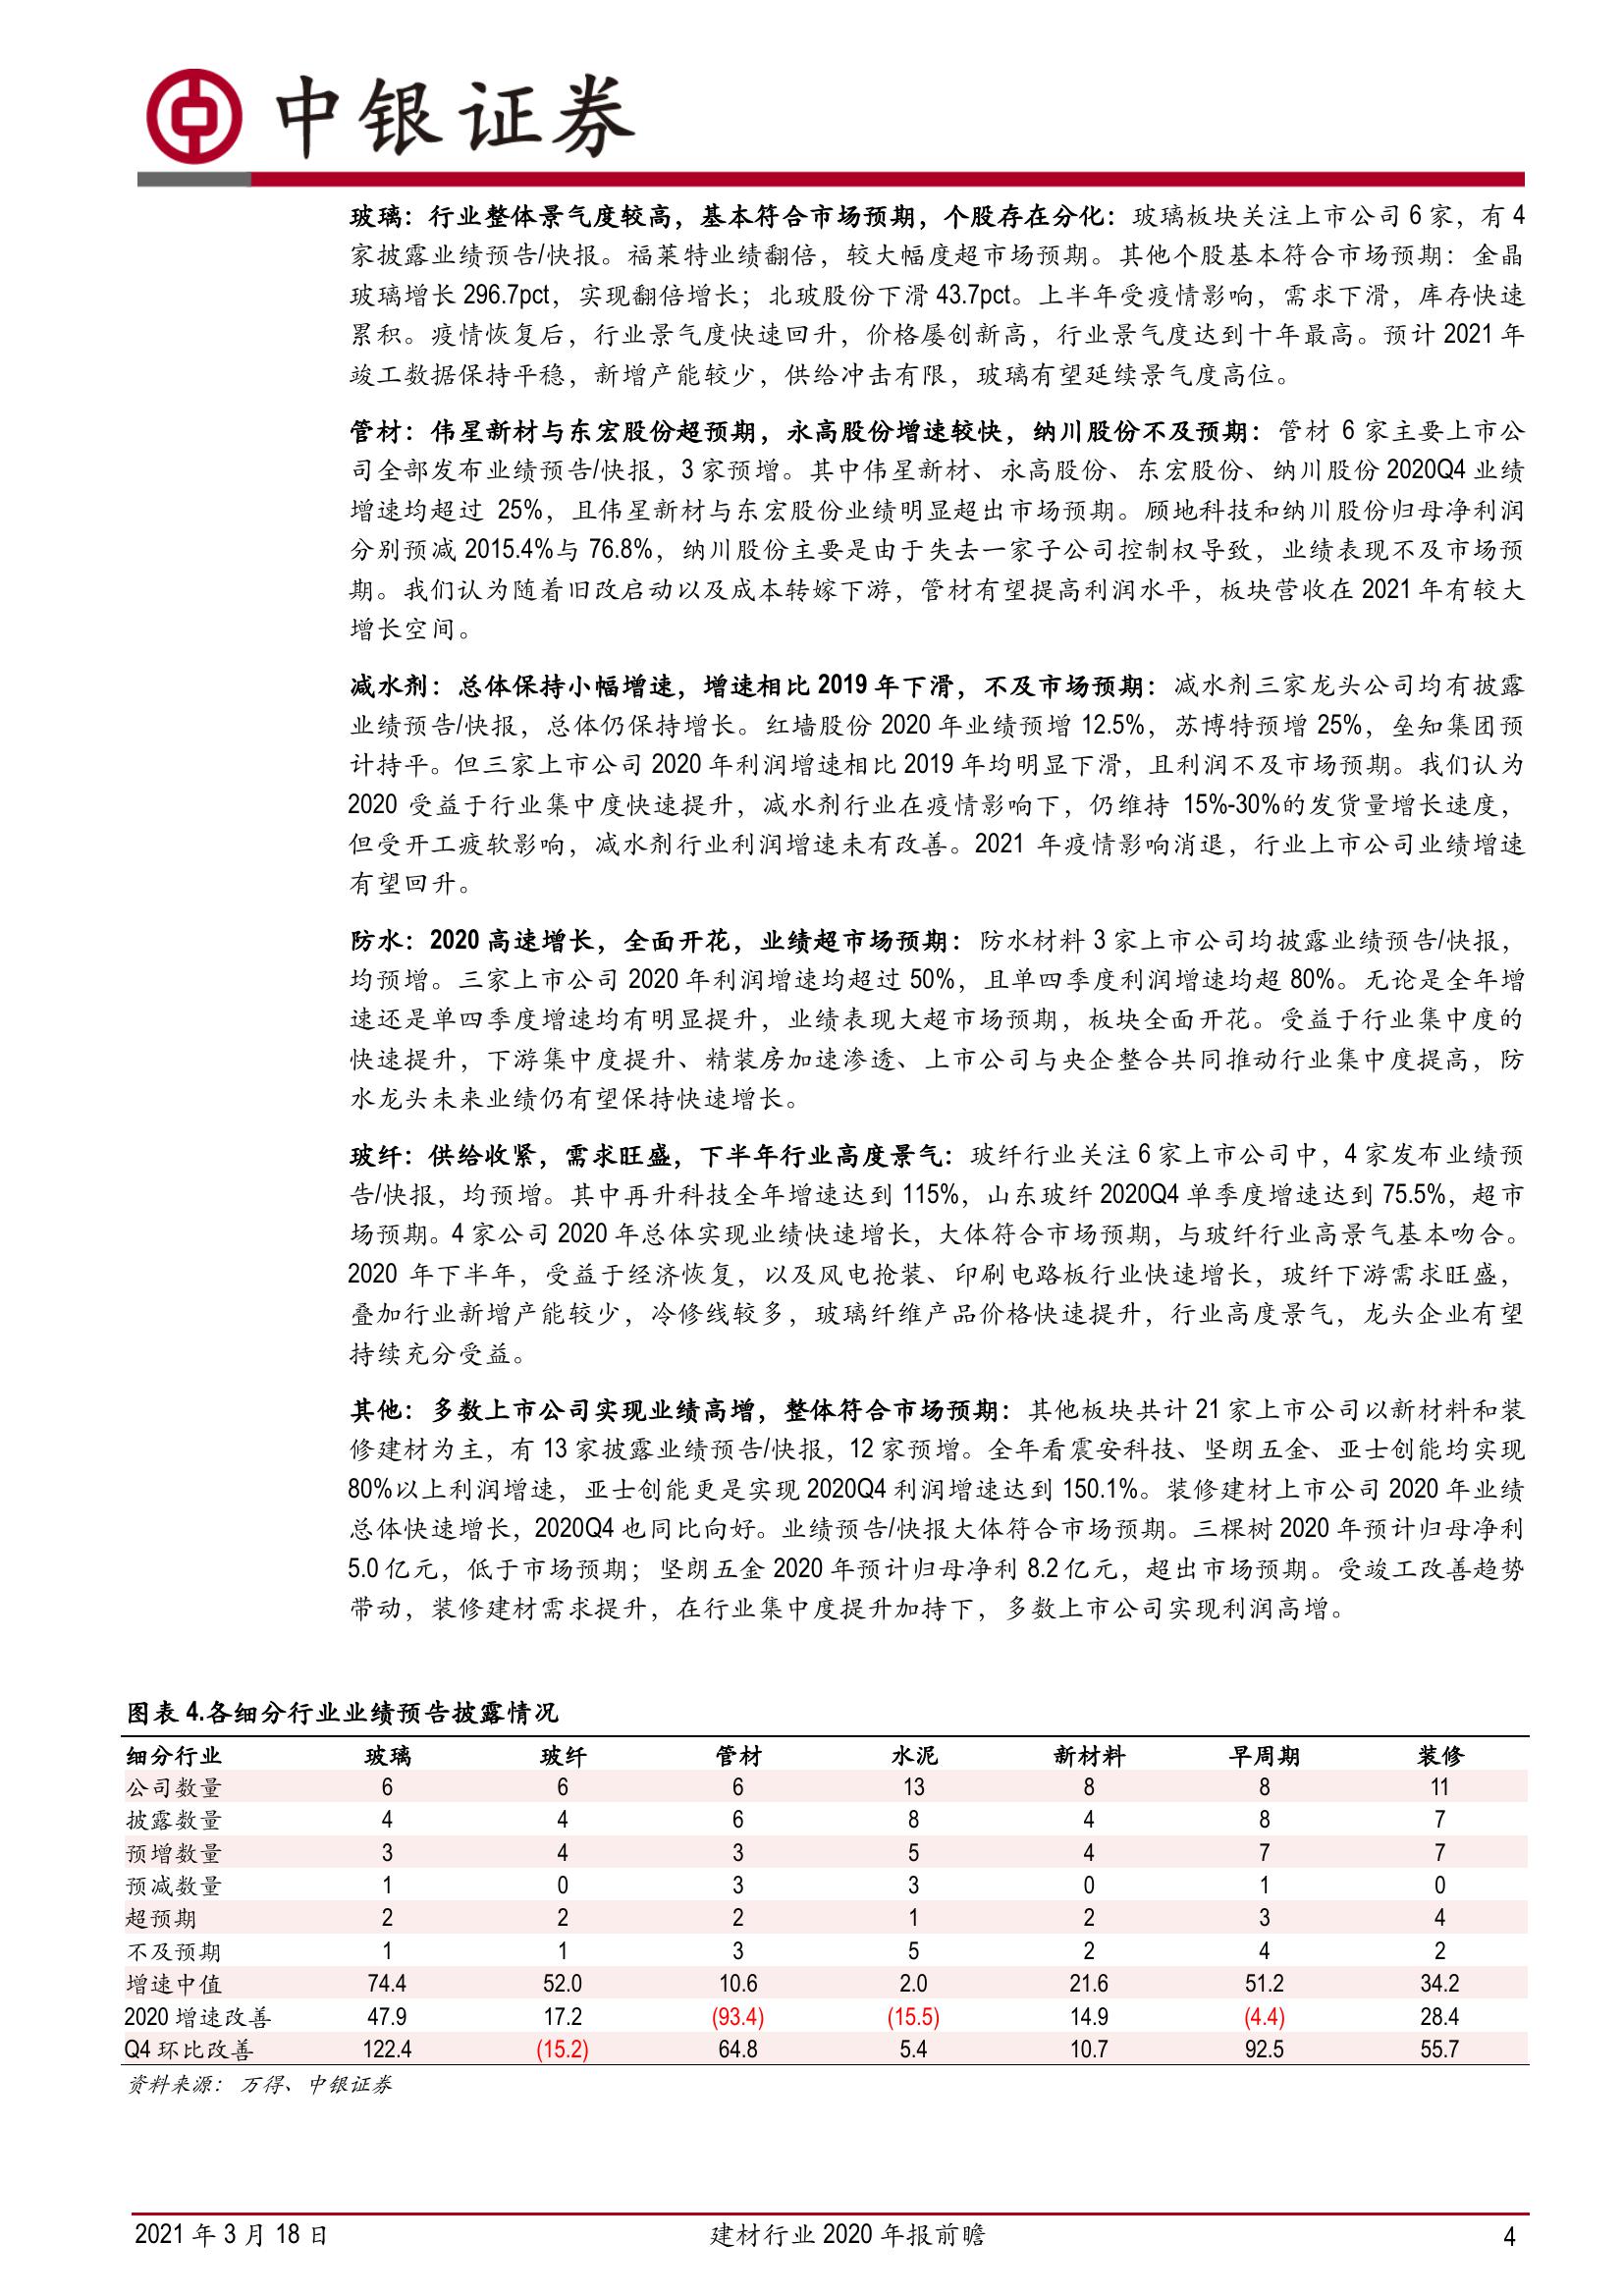 中银证券
玻璃：行业整体景气度较高，基本符合市场预期，个股存在分化：玻璃板块关注上市公司 6 家，有 4
家披露业绩预告/快报。福莱特业绩翻倍，较大幅度超市场预期。其他个股基本符合市场预期：金晶
玻璃增长 296.7pct，实现翻倍增长；北玻股份下滑 43.7pct。上半年受疫情影响，需求下滑，库存快速
累积。疫情恢复后，行业景气度快速回升，价格屡创新高，行业景气度达到十年最高。预计 2021 年
竣工数据保持平稳，新增产能较少，供给冲击有限，玻璃有望延续景气度高位。
管材：伟星新材与东宏股份超预期，永高股份增速较快，纳川股份不及预期：管材 6 家主要上市公
司全部发布业绩预告/快报，3 家预增。其中伟星新材、永高股份、东宏股份、纳川股份 2020Q4 业绩
增速均超过 25%，且伟星新材与东宏股份业绩明显超出市场预期。顾地科技和纳川股份归母净利润
分别预减 2015.4%与 76.8%，纳川股份主要是由于失去一家子公司控制权导致，业绩表现不及市场预
期。我们认为随着旧改启动以及成本转嫁下游，管材有望提高利润水平，板块营收在 2021 年有较大
增长空间。
减水剂：总体保持小幅增速，增速相比 2019 年下滑，不及市场预期：减水剂三家龙头公司均有披露
业绩预告/快报，总体仍保持增长。红墙股份 2020 年业绩预增 12.5%，苏博特预增 25%，垒知集团预
计持平。但三家上市公司 2020 年利润增速相比 2019 年均明显下滑，且利润不及市场预期。我们认为
2020 受益于行业集中度快速提升，减水剂行业在疫情影响下，仍维持 15%-30%的发货量增长速度，
但受开工疲软影响，减水剂行业利润增速未有改善。2021 年疫情影响消退，行业上市公司业绩增速
有望回升。
防水：2020 高速增长，全面开花，业绩超市场预期：防水材料 3 家上市公司均披露业绩预告/快报，
均预增。三家上市公司 2020 年利润增速均超过 50%，且单四季度利润增速均超 80%。无论是全年增
速还是单四季度增速均有明显提升，业绩表现大超市场预期，板块全面开花。受益于行业集中度的
快速提升，下游集中度提升、精装房加速渗透、上市公司与央企整合共同推动行业集中度提高，防
水龙头未来业绩仍有望保持快速增长。
玻纤：供给收紧，需求旺盛，下半年行业高度景气：玻纤行业关注 6 家上市公司中，4 家发布业绩预
告/快报，均预增。其中再升科技全年增速达到 115%，山东玻纤 2020Q4 单季度增速达到 75.5%，超市
场预期。4 家公司 2020 年总体实现业绩快速增长，大体符合市场预期，与玻纤行业高景气基本吻合。
2020 年下半年，受益于经济恢复，以及风电抢装、印刷电路板行业快速增长，玻纤下游需求旺盛，
叠加行业新增产能较少，冷修线较多，玻璃纤维产品价格快速提升，行业高度景气，龙头企业有望
持续充分受益。
其他：多数上市公司实现业绩高增，整体符合市场预期：其他板块共计 21 家上市公司以新材料和装
修建材为主，有 13 家披露业绩预告/快报，12 家预增。全年看震安科技、坚朗五金、亚士创能均实现
80%以上利润增速，亚士创能更是实现 2020Q4 利润增速达到 150.1%。装修建材上市公司 2020 年业绩
总体快速增长，2020Q4 也同比向好。业绩预告/快报大体符合市场预期。三棵树 2020 年预计归母净利
5.0 亿元，低于市场预期；坚朗五金 2020 年预计归母净利 8.2 亿元，超出市场预期。受竣工改善趋势
带动，装修建材需求提升，在行业集中度提升加持下，多数上市公司实现利润高增。
图表 4.各细分行业业绩预告披露情况
细分行业 玻璃 玻纤 管材 水泥 新材料 早周期 装修
公司数量 6 6 6 13 8 8 11
披露数量 4 4 6 8 4 8 7
预增数量 3 4 3 5 4 7 7
预减数量 1 0 3 3 0 1 0
超预期 2 2 2 1 2 3 4
不及预期 1 1 3 5 2 4 2
增速中值 74.4 52.0 10.6 2.0 21.6 51.2 34.2
2020 增速改善 47.9 17.2 (93.4) (15.5) 14.9 (4.4) 28.4
Q4 环比改善 122.4 (15.2) 64.8 5.4 10.7 92.5 55.7
资料来源：万得、中银证券
2021 年 3 月 18 日 建材行业 2020 年报前瞻 4